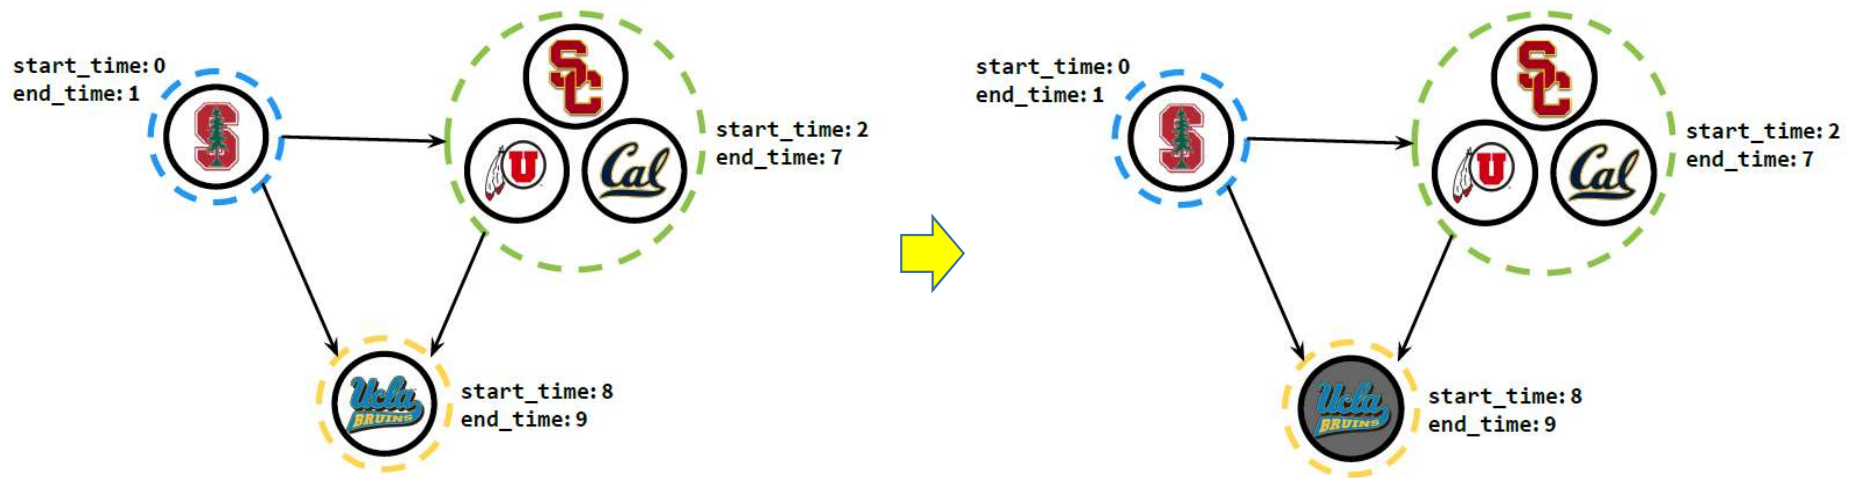 start_time: 0
end_time: 1
S
SC
U
Cal
start_time: 2
end_time: 7
Ucla
BRUINS
start_time: 8
end_time: 9
start_time: 0
end_time: 1
S
SC
U
Cal
start_time: 2
end_time: 7
Ucla
BRUINS
start_time: 8
end_time: 9